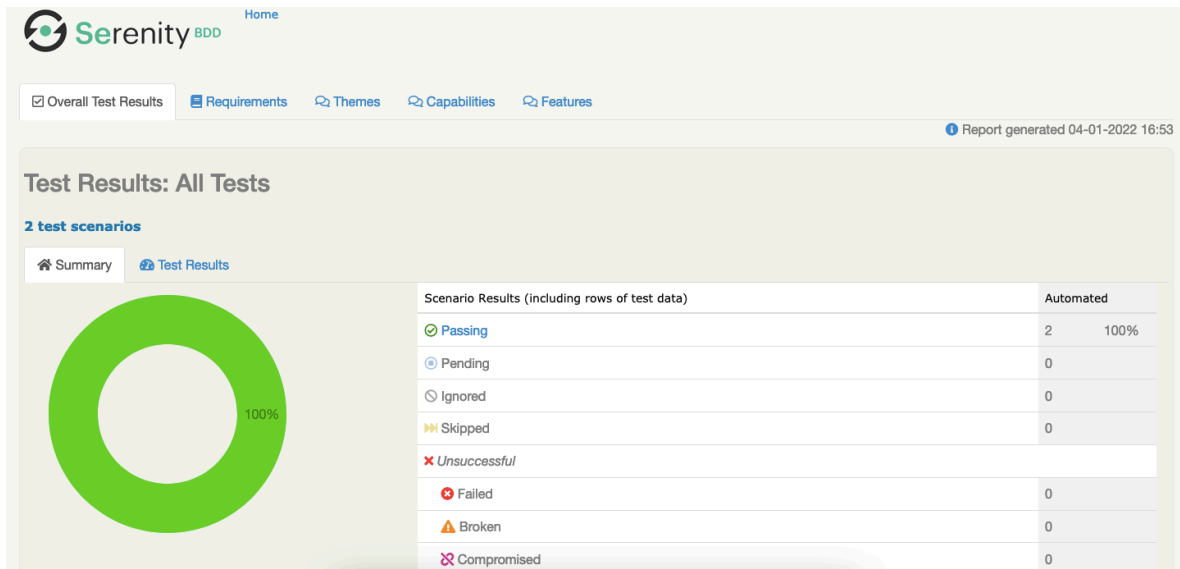 Serenity BDD
Home
Overall Test Results Requirements Themes Capabilities Features
Report generated 04-01-2022 16:53
Test Results: All Tests
2 test scenarios
Summary Test Results
Scenario Results (including rows of test data) Automated
Passing 2 100%
Pending 0
Ignored 0
Skipped 0
Unsuccessful
Failed 0
Broken 0
Compromised 0
100%